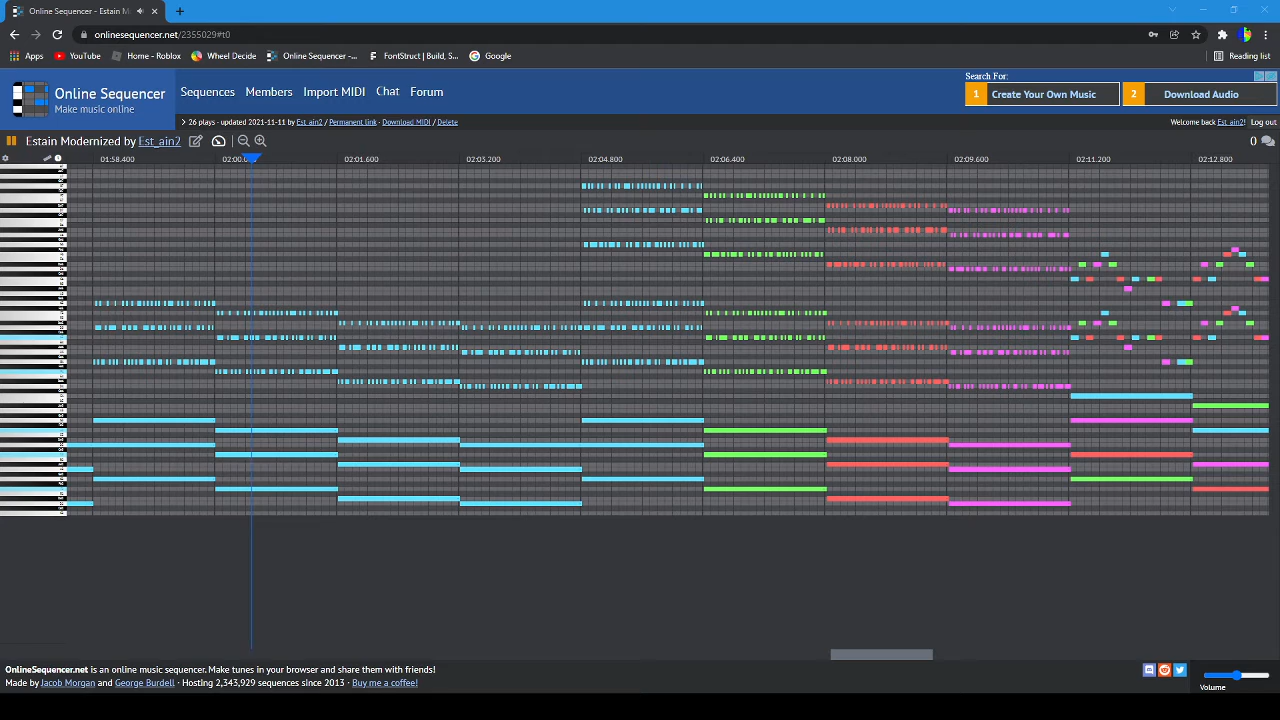 Online Sequencer - Estain M
onlinesequencer.net/2355029#t0
Apps YouTube Home - Roblox Wheel Decide Online Sequencer -... FontStruct | Build, S... Google Reading list
Online Sequencer
Make music online
Sequences Members Import MIDI Chat Forum
Search For:
1 Create Your Own Music 2 Download Audio
> 26 plays - updated 2021-11-11 by Est_ain2 / Permanent link · Download MIDI / Delete
Welcome back Est_ain2! Log out
Estain Modernized by Est_ain2
0
01:58.400 02:00.0 02:01.600 02:03.200 02:04.800 02:06.400 02:08.000 02:09.600 02:11.200 02:12.800
OnlineSequencer.net is an online music sequencer. Make tunes in your browser and share them with friends!
Made by Jacob Morgan and George Burdell · Hosting 2,343,929 sequences since 2013 · Buy me a coffee!
Volume